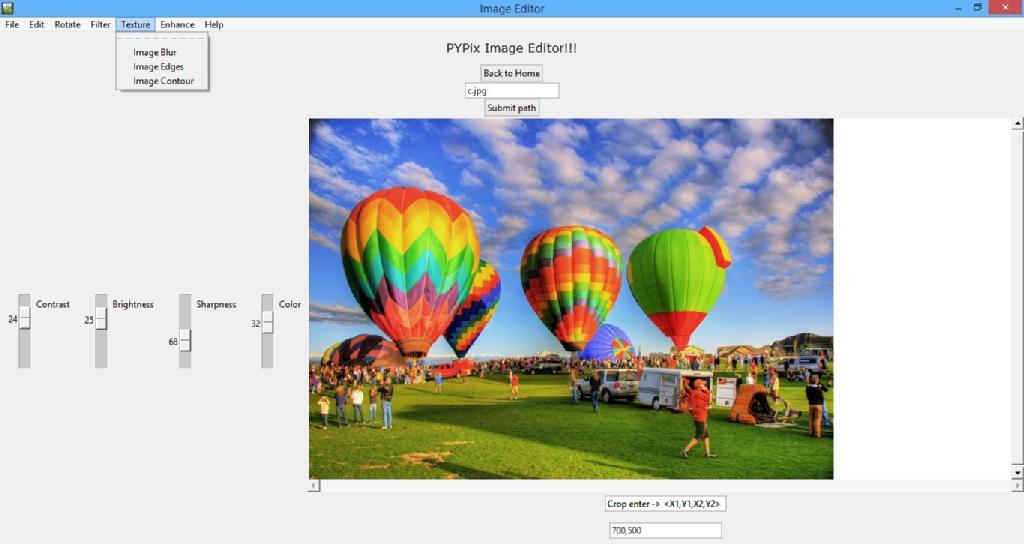 Image Editor
File Edit Rotate Filter Texture Enhance Help
Image Blur
Image Edges
Image Contour
PYPix Image Editor!!!
Back to Home
c.jpg
Submit path
24 Contrast 25 Brightness 68 Sharpness 32 Color
Crop enter -> <X1,Y1,X2,Y2>
700,500